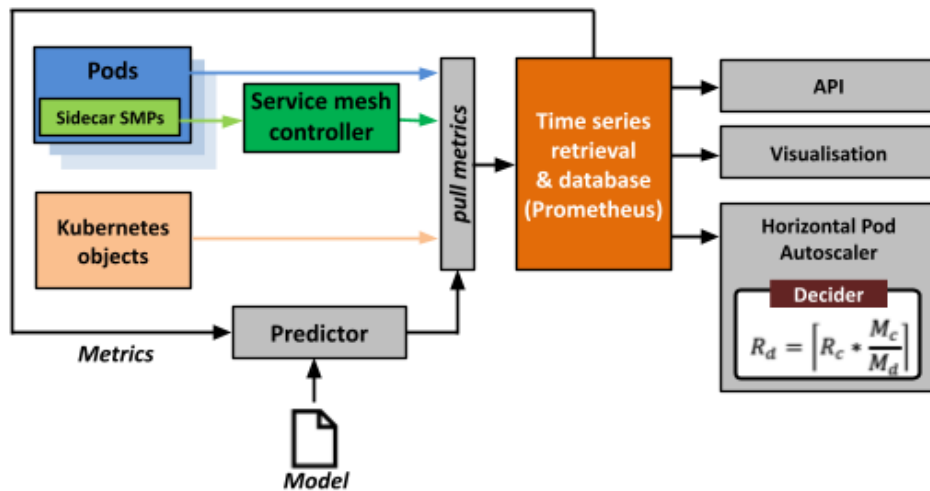 Pods
Sidecar SMPs
Service mesh
controller
Kubernetes
objects
pull metrics
Time series
retrieval
& database
(Prometheus)
API
Visualisation
Horizontal Pod
Autoscaler
Decider
R_d = ⌈R_c * M_c / M_d⌉
Predictor
Metrics
Model